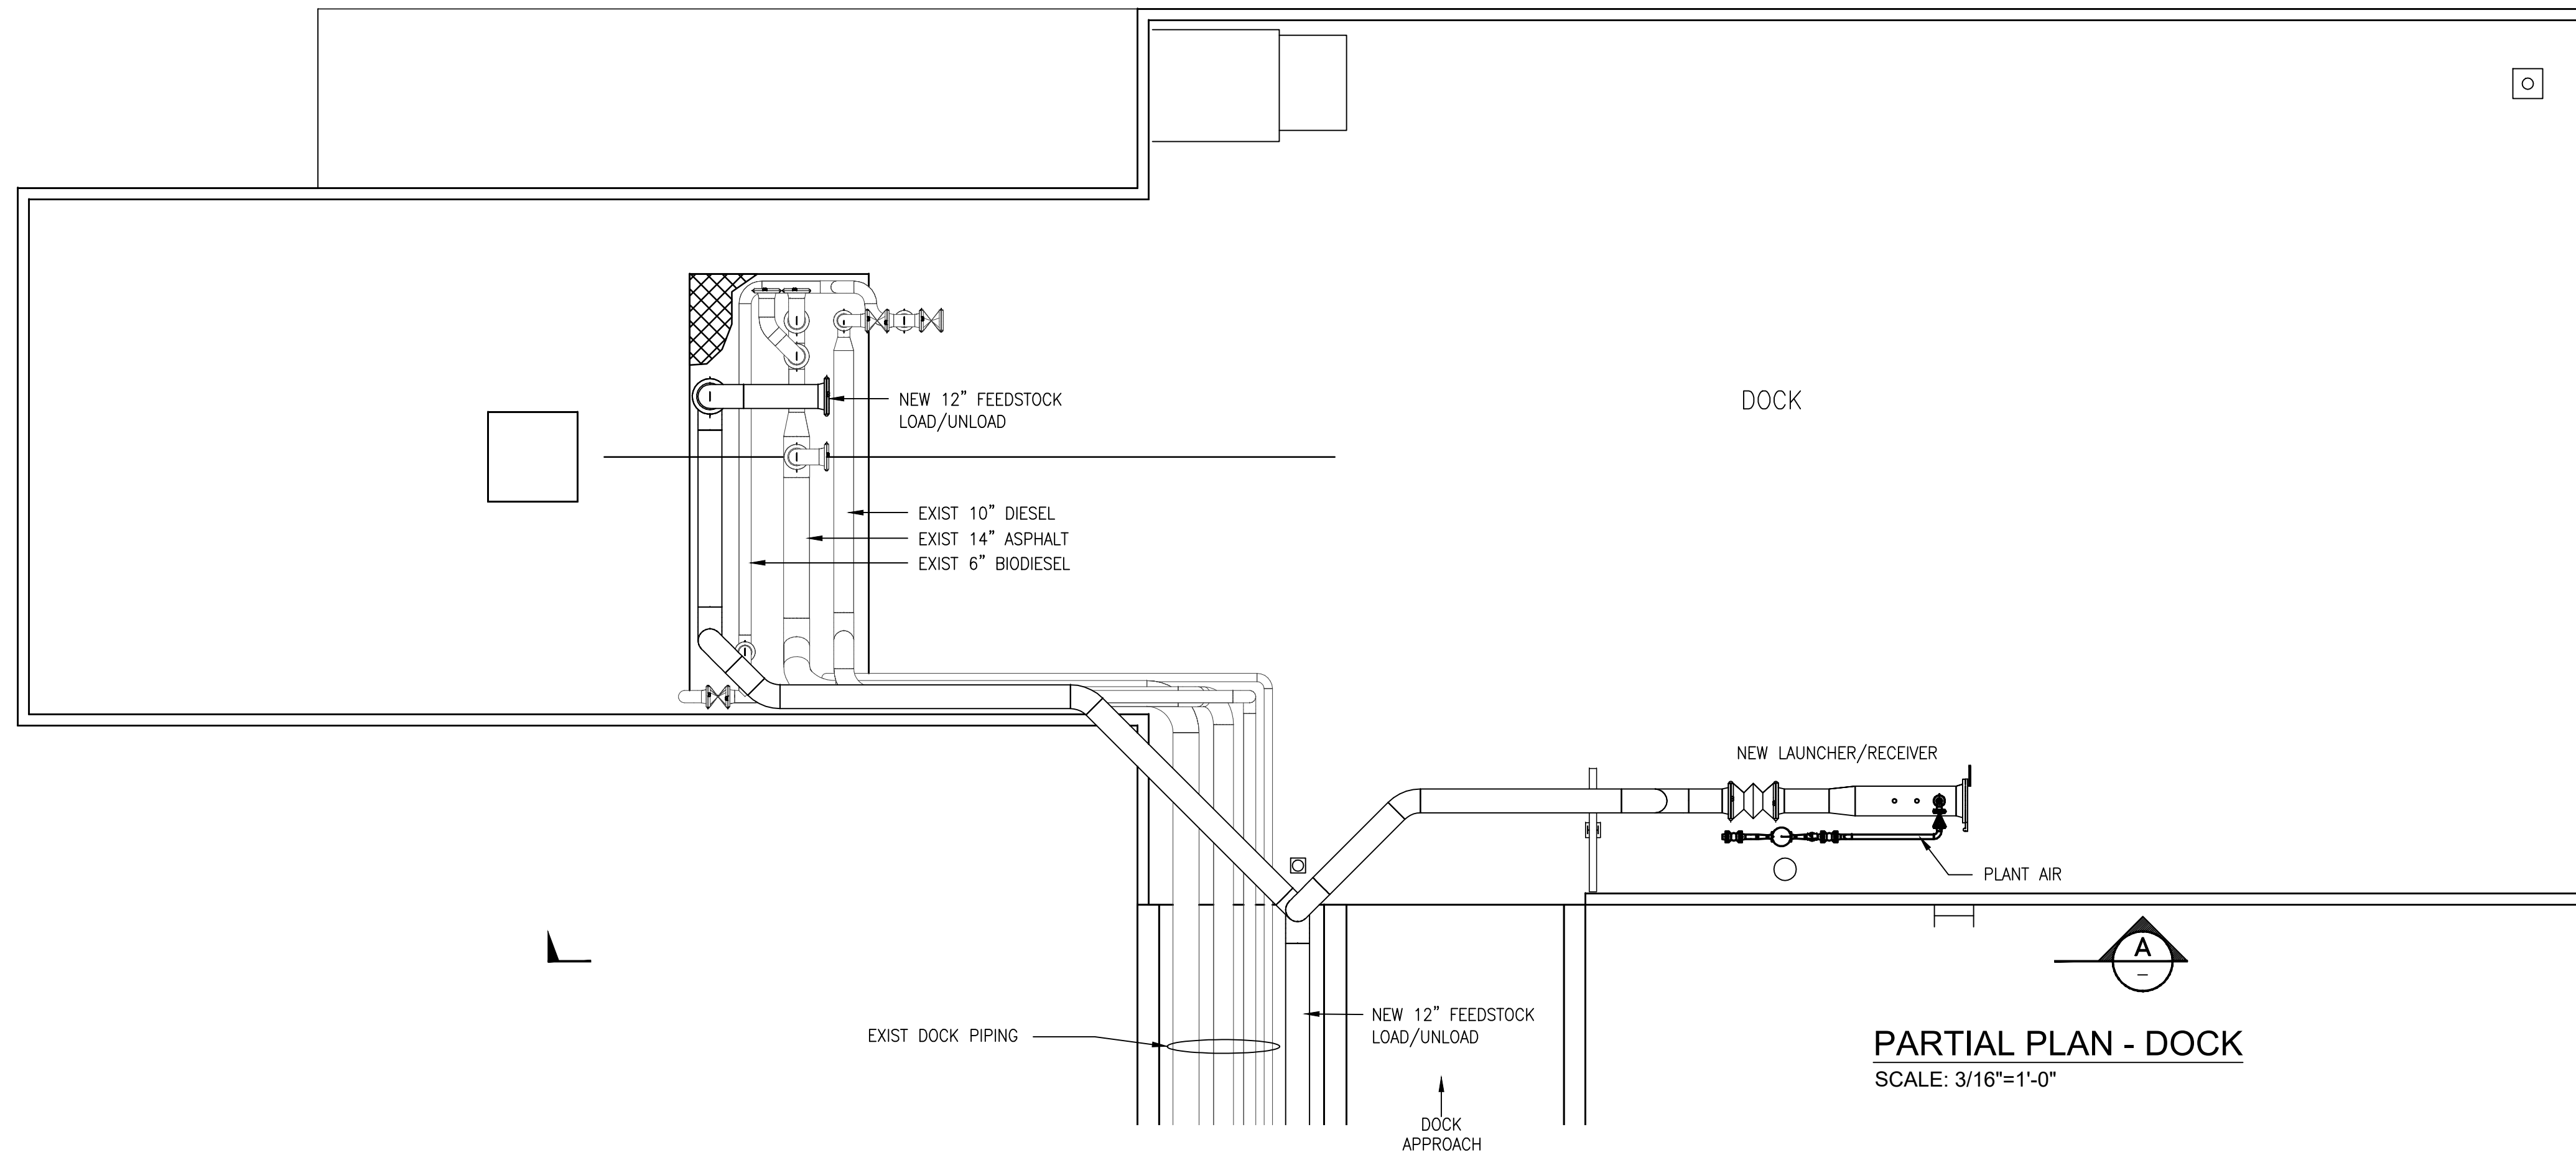 NEW 12” FEEDSTOCK
LOAD/UNLOAD
DOCK
EXIST 10” DIESEL
EXIST 14” ASPHALT
EXIST 6” BIODIESEL
NEW LAUNCHER/RECEIVER
PLANT AIR
A
–
NEW 12” FEEDSTOCK
LOAD/UNLOAD
EXIST DOCK PIPING
PARTIAL PLAN - DOCK
SCALE: 3/16"=1'-0"
DOCK
APPROACH